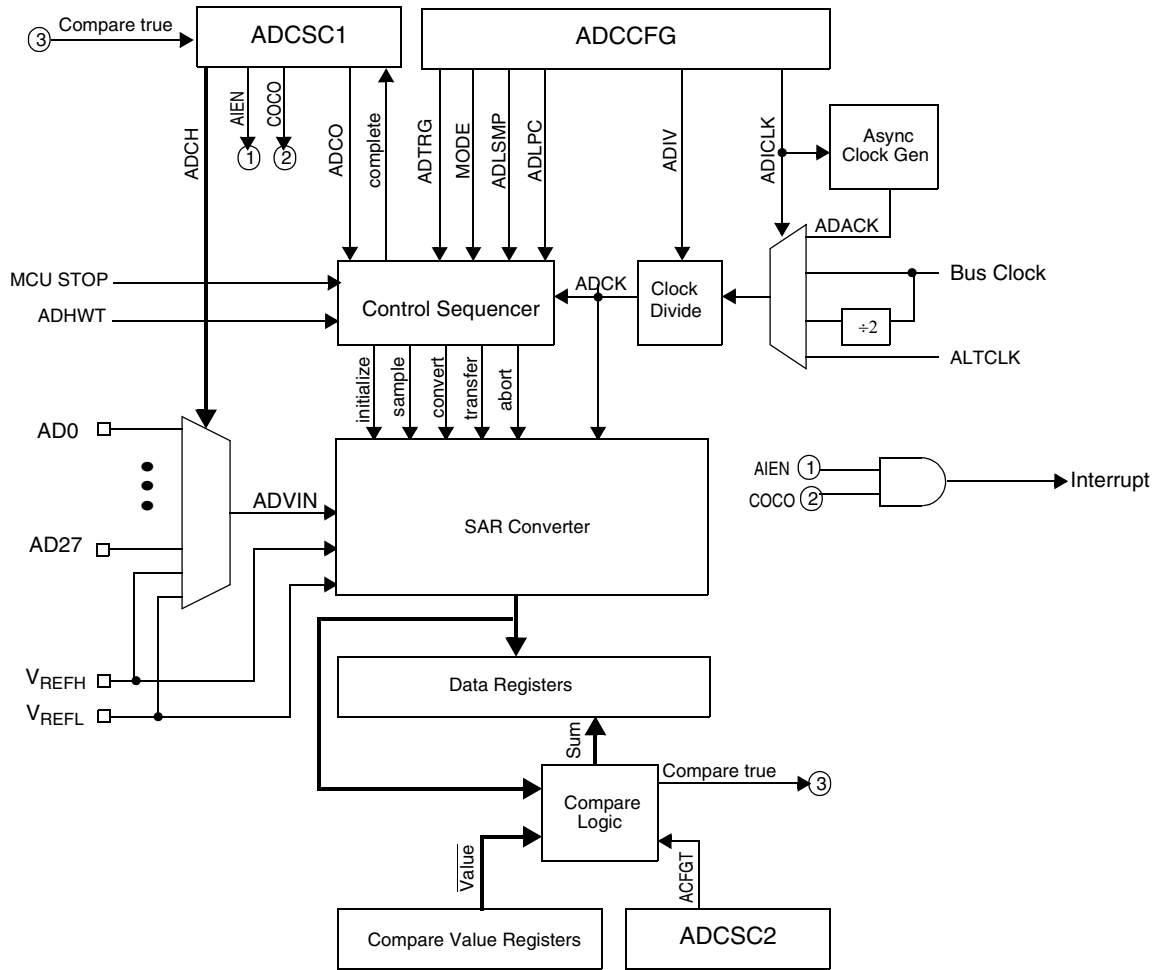 3
Compare true
ADCSC1
ADCCFG
ADCH
AIEN
COCO
ADCO
complete
ADTRG
MODE
ADLSMP
ADLPC
ADIV
ADICLK
Async
Clock Gen
1
2
ADACK
MCU STOP
ADHWT
Control Sequencer
ADCK
Clock
Divide
Bus Clock
÷2
ALTCLK
initialize
sample
convert
transfer
abort
AD0
AD27
ADVIN
SAR Converter
AIEN 1
COCO 2
Interrupt
VREFH
VREFL
Data Registers
Sum
Compare true
3
Compare
Logic
Value
ACFGT
Compare Value Registers
ADCSC2